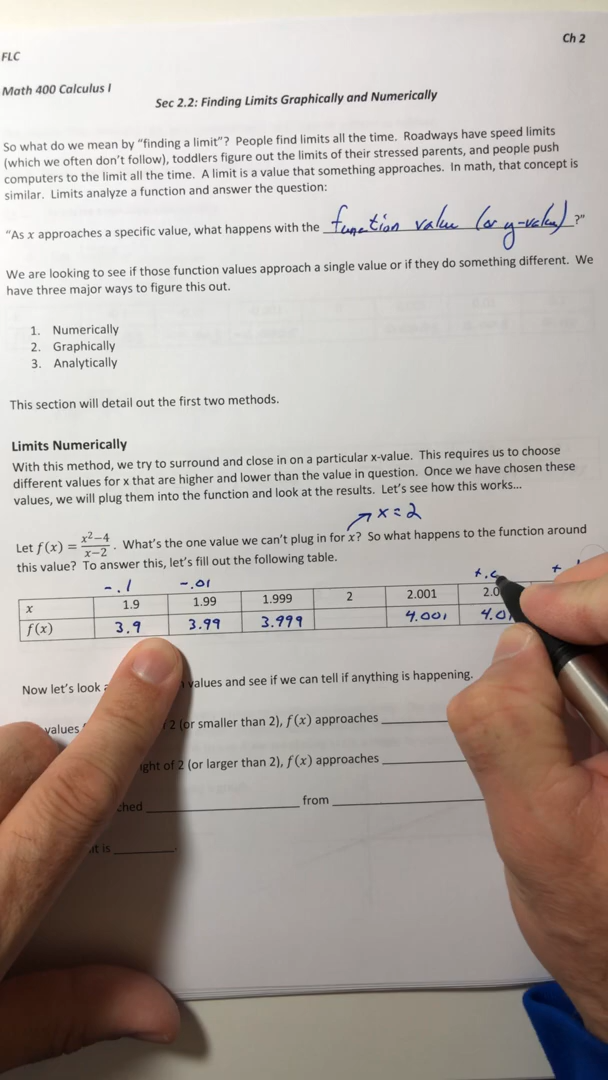 FLC
Ch 2
Math 400 Calculus I
Sec 2.2: Finding Limits Graphically and Numerically
So what do we mean by “finding a limit”? People find limits all the time. Roadways have speed limits
(which we often don’t follow), toddlers figure out the limits of their stressed parents, and people push
computers to the limit all the time. A limit is a value that something approaches. In math, that concept is
similar. Limits analyze a function and answer the question:
“As x approaches a specific value, what happens with the function value (or y-value) ?”
We are looking to see if those function values approach a single value or if they do something different. We
have three major ways to figure this out.
1. Numerically
2. Graphically
3. Analytically
This section will detail out the first two methods.
Limits Numerically
With this method, we try to surround and close in on a particular x-value. This requires us to choose
different values for x that are higher and lower than the value in question. Once we have chosen these
values, we will plug them into the function and look at the results. Let’s see how this works...
x=2
Let f(x) = x²−4 / x−2 . What’s the one value we can’t plug in for x? So what happens to the function around
this value? To answer this, let’s fill out the following table.
-.1 -.01
x 1.9 1.99 1.999 2 2.001
f(x) 3.9 3.99 3.999 4.001
Now let’s look values and see if we can tell if anything is happening.
values 2 (or smaller than 2), f(x) approaches
of 2 (or larger than 2), f(x) approaches
from
is